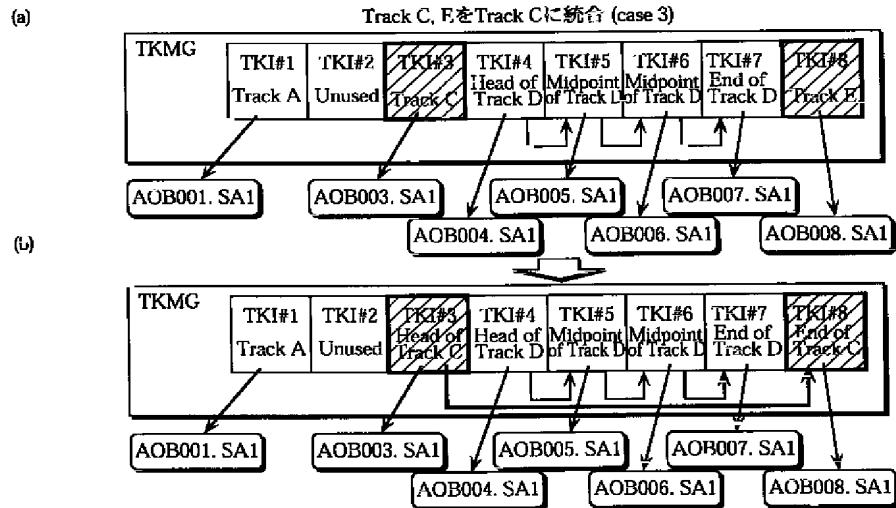 (a)
Track C, EをTrack Cに統合 (case 3)
TKMG
TKI#1
Track A
TKI#2
Unused
TKI#3
Track C
TKI#4
Head of
Track D
TKI#5
Midpoint
of Track D
TKI#6
Midpoint
of Track D
TKI#7
End of
Track D
TKI#8
Track E
AOB001. SA1
AOB003. SA1
AOB004. SA1
AOB005. SA1
AOB006. SA1
AOB007. SA1
AOB008. SA1
(b)
TKMG
TKI#1
Track A
TKI#2
Unused
TKI#3
Head of
Track C
TKI#4
Head of
Track D
TKI#5
Midpoint
of Track D
TKI#6
Midpoint
of Track D
TKI#7
End of
Track D
TKI#8
End of
Track C
AOB001. SA1
AOB003. SA1
AOB004. SA1
AOB005. SA1
AOB006. SA1
AOB007. SA1
AOB008. SA1